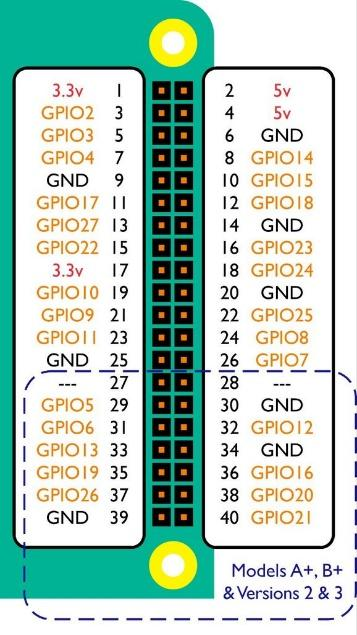 3.3v 1 2 5v
GPIO2 3 4 5v
GPIO3 5 6 GND
GPIO4 7 8 GPIO14
GND 9 10 GPIO15
GPIO17 11 12 GPIO18
GPIO27 13 14 GND
GPIO22 15 16 GPIO23
3.3v 17 18 GPIO24
GPIO10 19 20 GND
GPIO9 21 22 GPIO25
GPIO11 23 24 GPIO8
GND 25 26 GPIO7
--- 27 28 ---
GPIO5 29 30 GND
GPIO6 31 32 GPIO12
GPIO13 33 34 GND
GPIO19 35 36 GPIO16
GPIO26 37 38 GPIO20
GND 39 40 GPIO21
Models A+, B+
& Versions 2 & 3